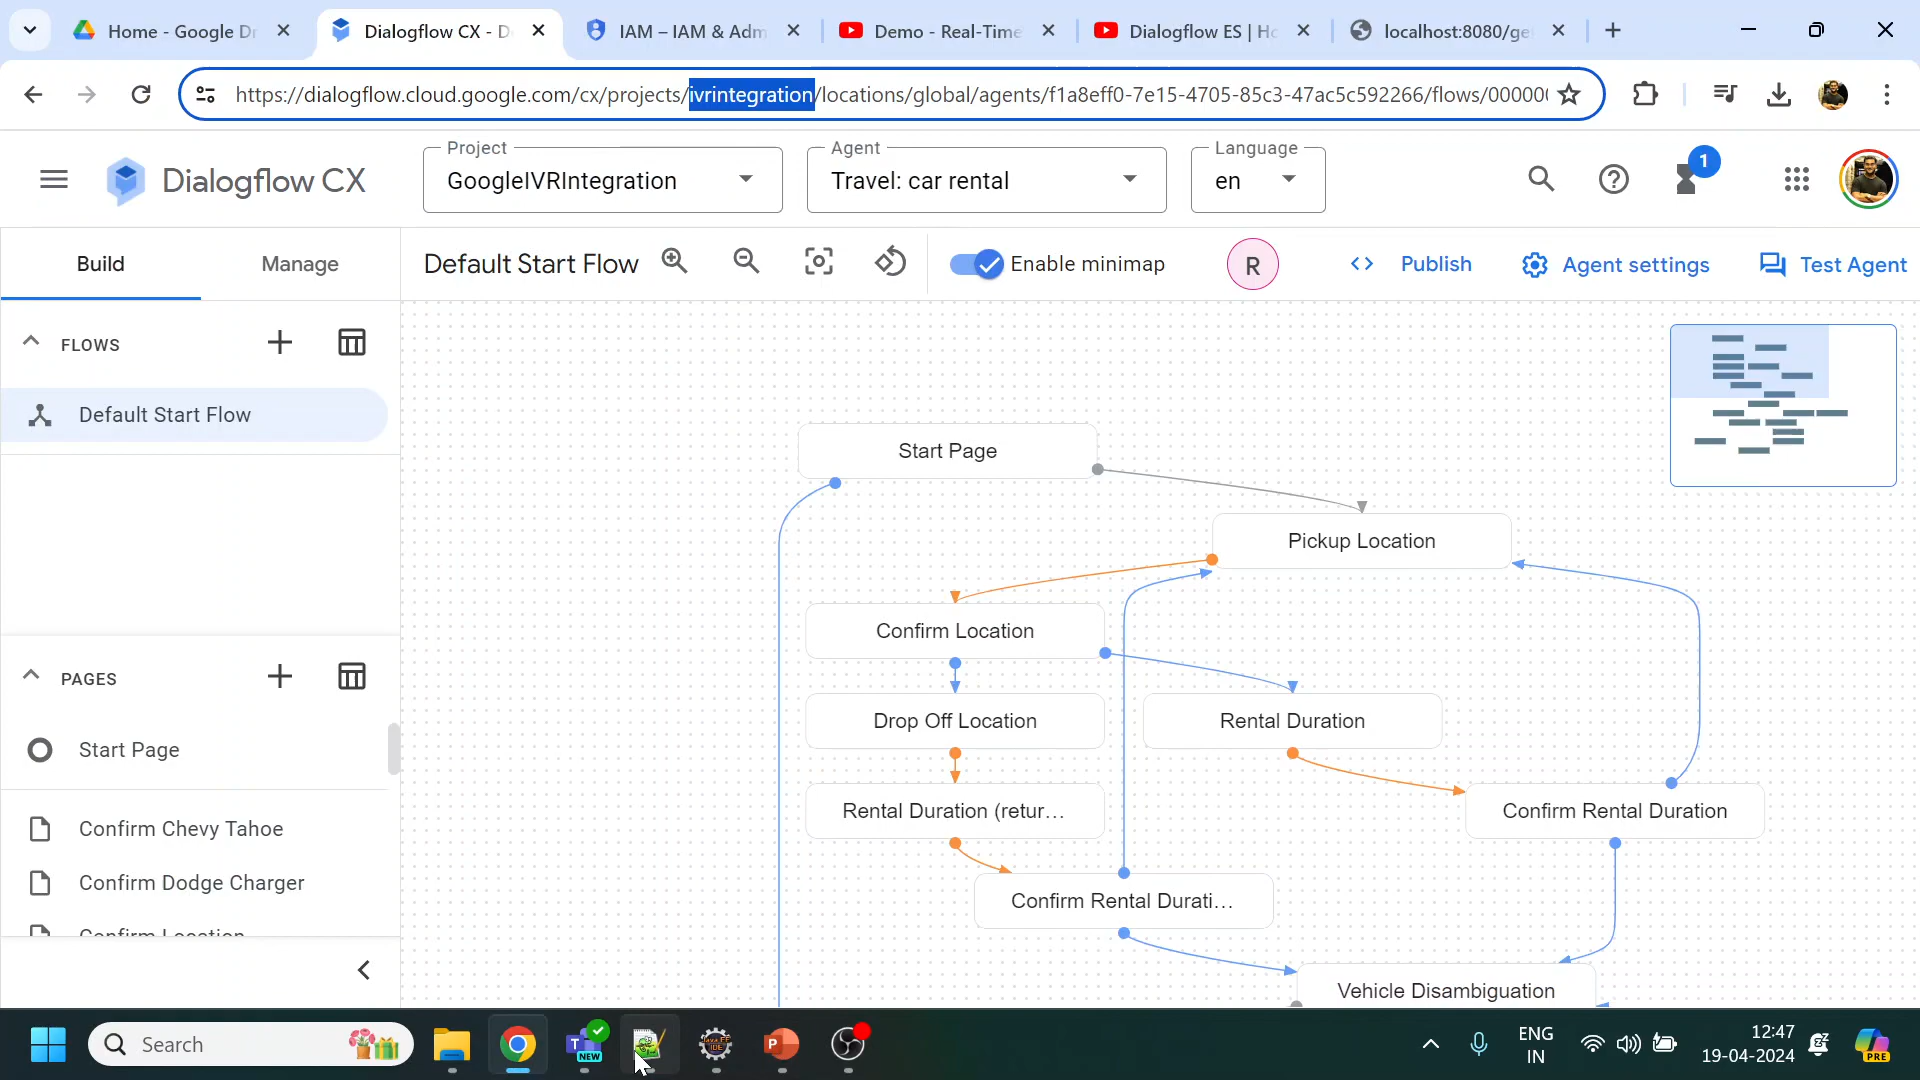 Home - Google Dr
Dialogflow CX - D
IAM – IAM & Adm
Demo - Real-Time
Dialogflow ES | Ho
localhost:8080/ge
https://dialogflow.cloud.google.com/cx/projects/ivrintegration/locations/global/agents/f1a8eff0-7e15-4705-85c3-47ac5c592266/flows/00000
Dialogflow CX
Project
GoogleIVRIntegration
Agent
Travel: car rental
Language
en
1
Build
Manage
Default Start Flow
Enable minimap
R
Publish
Agent settings
Test Agent
FLOWS
Default Start Flow
PAGES
Start Page
Confirm Chevy Tahoe
Confirm Dodge Charger
Confirm Location
Start Page
Pickup Location
Confirm Location
Drop Off Location
Rental Duration
Rental Duration (retur…
Confirm Rental Duration
Confirm Rental Durati…
Vehicle Disambiguation
Search
NEW
ENG
IN
12:47
19-04-2024
PRE